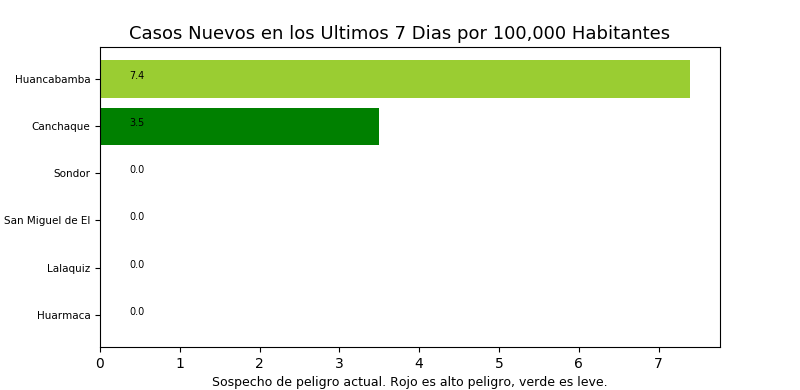 Casos Nuevos en los Ultimos 7 Dias por 100,000 Habitantes
Huancabamba 7.4
Canchaque 3.5
Sondor 0.0
San Miguel de El 0.0
Lalaquiz 0.0
Huarmaca 0.0
0 1 2 3 4 5 6 7
Sospecho de peligro actual. Rojo es alto peligro, verde es leve.